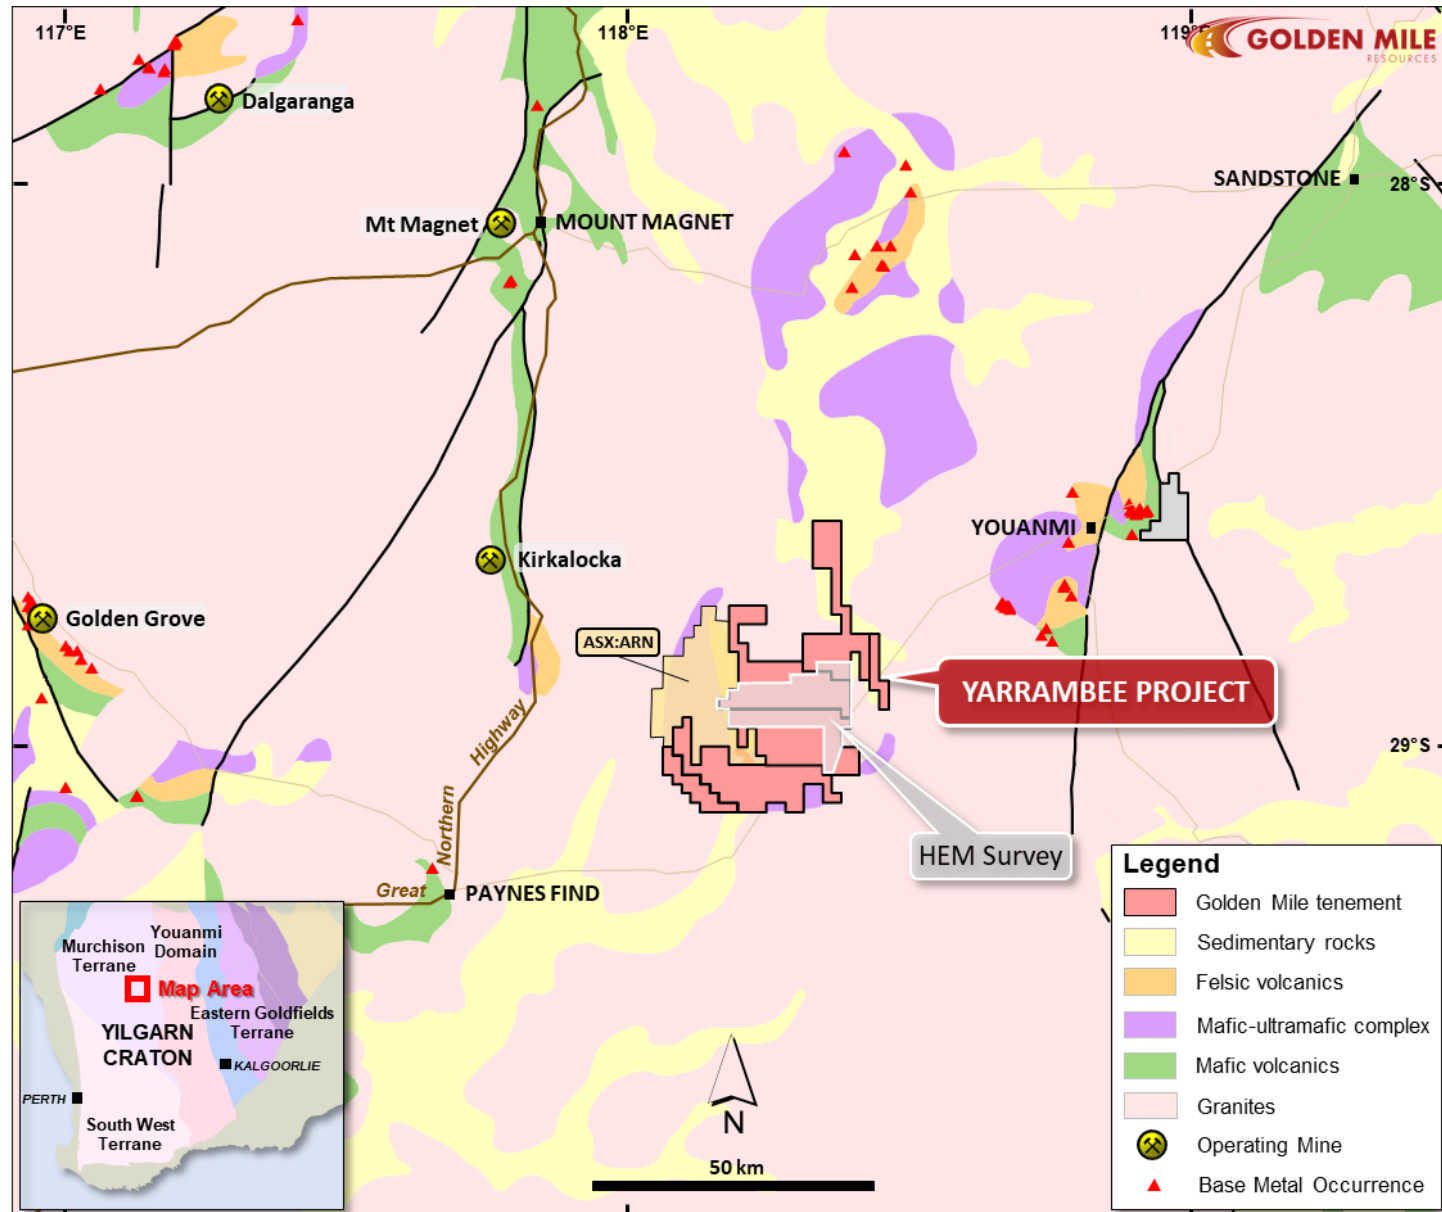 117°E
118°E
119°E
GOLDEN MILE
RESOURCES
Dalgaranga
SANDSTONE
28°S
Mt Magnet
MOUNT MAGNET
YOUANMI
Kirkalocka
Golden Grove
ASX:ARN
YARRAMBEE PROJECT
29°S
Highway
Northern
Great
HEM Survey
PAYNES FIND
Legend
Golden Mile tenement
Sedimentary rocks
Felsic volcanics
Mafic-ultramafic complex
Mafic volcanics
Granites
Operating Mine
Base Metal Occurrence
Murchison
Terrane
Youanmi
Domain
Map Area
Eastern Goldfields
Terrane
YILGARN
CRATON
KALGOORLIE
PERTH
South West
Terrane
N
50 km